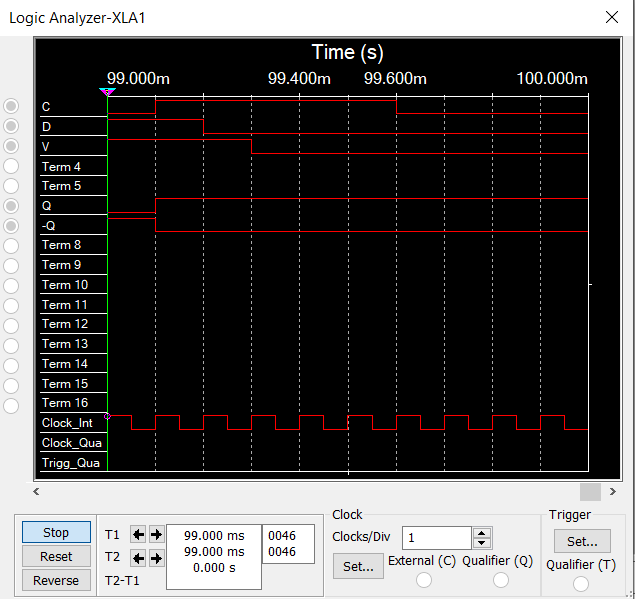 Logic Analyzer-XLA1
Time (s)
99.000m 99.400m 99.600m 100.000m
C
D
V
Term 4
Term 5
Q
-Q
Term 8
Term 9
Term 10
Term 11
Term 12
Term 13
Term 14
Term 15
Term 16
Clock_Int
Clock_Qua
Trigg_Qua
Stop
Reset
Reverse
T1
T2
T2-T1
99.000 ms
99.000 ms
0.000 s
0046
0046
Clock
Clocks/Div 1
Set...
External (C) Qualifier (Q)
Trigger
Set...
Qualifier (T)